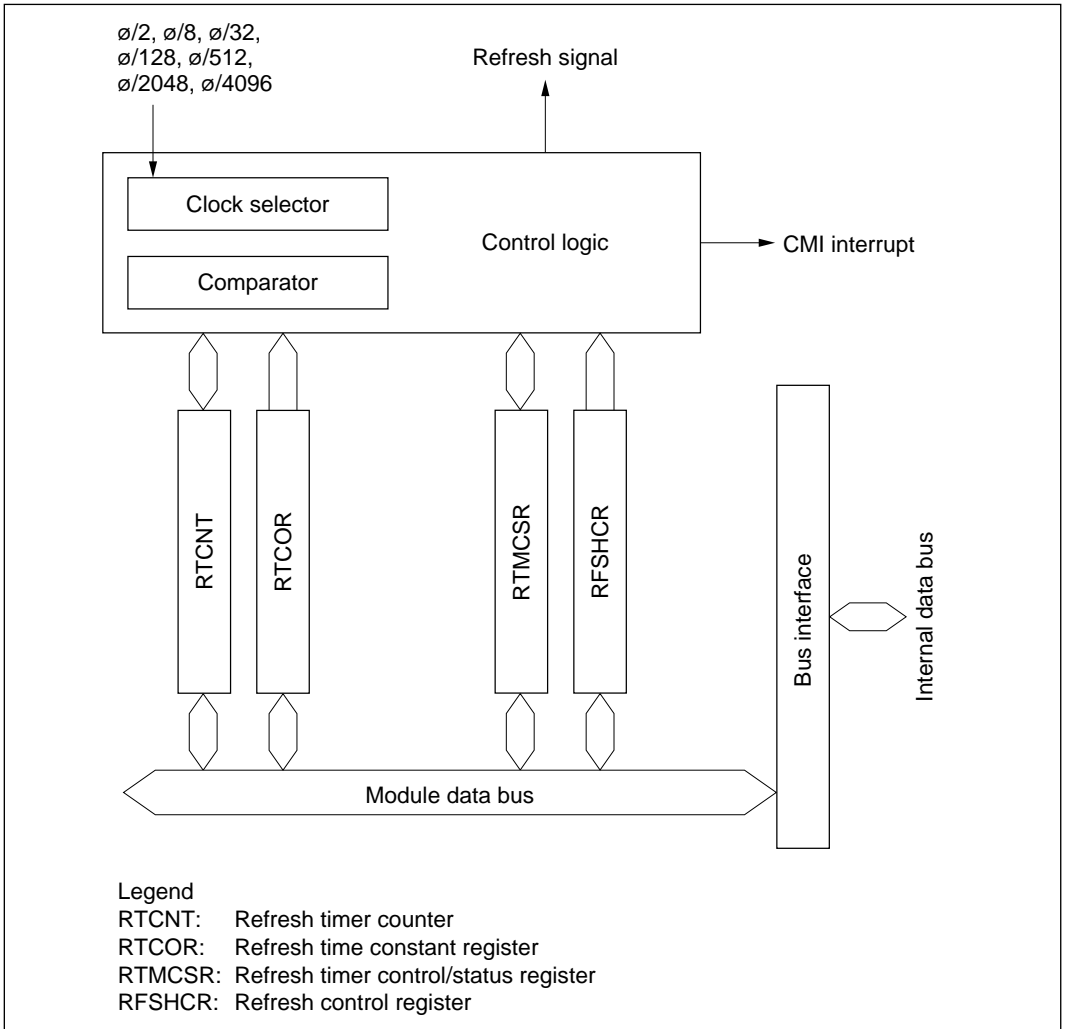 ø/2, ø/8, ø/32,
ø/128, ø/512,
ø/2048, ø/4096
Refresh signal
Clock selector
Control logic
CMI interrupt
Comparator
RTCNT
RTCOR
RTMCSR
RFSHCR
Bus interface
Internal data bus
Module data bus
Legend
RTCNT: Refresh timer counter
RTCOR: Refresh time constant register
RTMCSR: Refresh timer control/status register
RFSHCR: Refresh control register